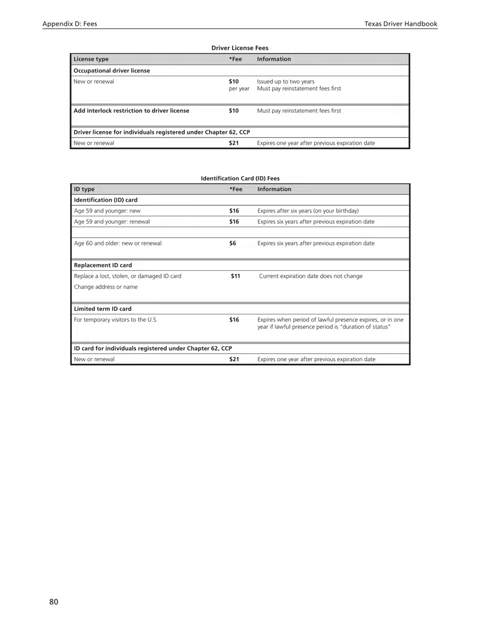 Appendix D: Fees
Texas Driver Handbook
Driver License Fees
License type *Fee Information
Occupational driver license
New or renewal $10 Issued up to two years
per year Must pay reinstatement fees first
Add interlock restriction to driver license $10 Must pay reinstatement fees first
Driver license for individuals registered under Chapter 62, CCP
New or renewal $21 Expires one year after previous expiration date
Identification Card (ID) Fees
ID type *Fee Information
Identification (ID) card
Age 59 and younger: new $16 Expires after six years (on your birthday)
Age 59 and younger: renewal $16 Expires six years after previous expiration date
Age 60 and older: new or renewal $6 Expires six years after previous expiration date
Replacement ID card
Replace a lost, stolen, or damaged ID card $11 Current expiration date does not change
Change address or name
Limited term ID card
For temporary visitors to the U.S. $16 Expires when period of lawful presence expires, or in one
year if lawful presence period is "duration of status"
ID card for individuals registered under Chapter 62, CCP
New or renewal $21 Expires one year after previous expiration date
80